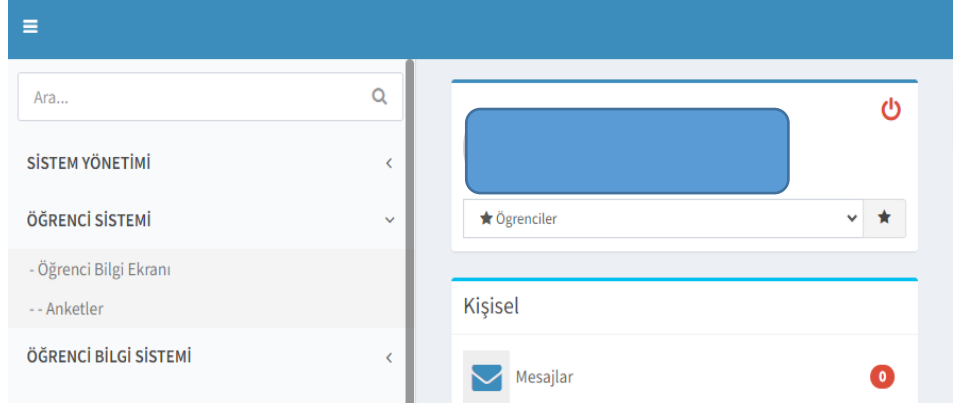 Ara...
SİSTEM YÖNETİMİ
ÖĞRENCİ SİSTEMİ
- Öğrenci Bilgi Ekranı
- - Anketler
ÖĞRENCİ BİLGİ SİSTEMİ
Ögrenciler
Kişisel
Mesajlar
0